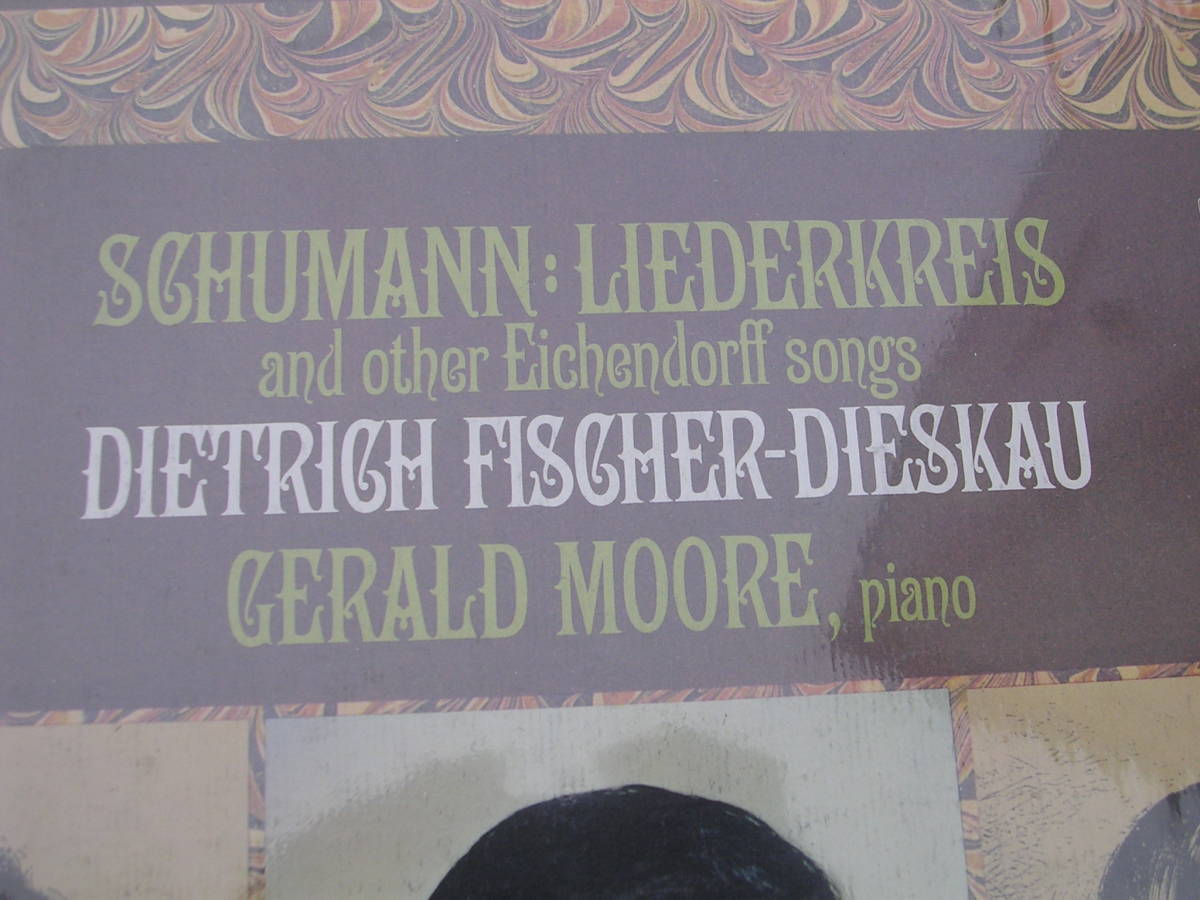 SCHUMANN: LIEDERKREIS
and other Eichendorff songs
DIETRICH FISCHER-DIESKAU
GERALD MOORE, piano